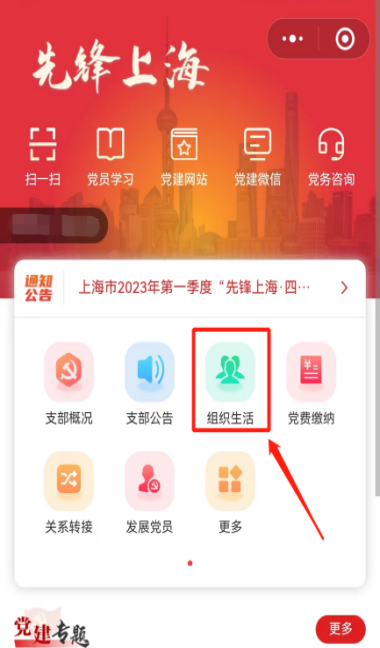 先锋上海
扫一扫 党员学习 党建网站 党建微信 党务咨询
通知
公告
上海市2023年第一季度“先锋上海·四…
支部概况 支部公告 组织生活 党费缴纳
关系转接 发展党员 更多
党建专题
更多